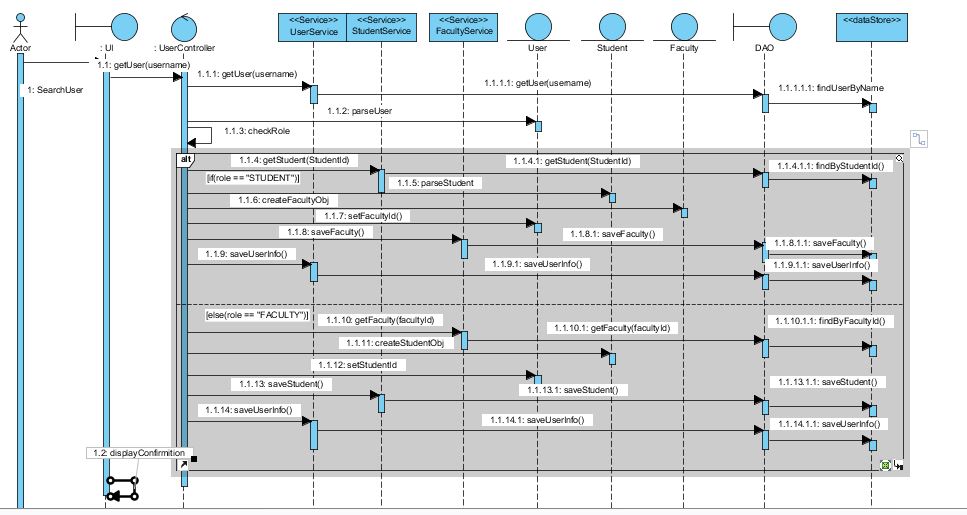 <<Service>>
UserService
<<Service>>
StudentService
<<Service>>
FacultyService
<<dataStore>>
Actor
: UI
: UserController
User
Student
Faculty
DAO
1: SearchUser
1.1: getUser(username)
1.1.1: getUser(username)
1.1.1.1: getUser(username)
1.1.1.1.1: findUserByName
1.1.2: parseUser
1.1.3: checkRole
alt
1.1.4: getStudent(StudentId)
1.1.4.1: getStudent(StudentId)
1.1.4.1.1: findByStudentId()
[if(role == "STUDENT")]
1.1.5: parseStudent
1.1.6: createFacultyObj
1.1.7: setFacultyId()
1.1.8: saveFaculty()
1.1.8.1: saveFaculty()
1.1.8.1.1: saveFaculty()
1.1.9: saveUserInfo()
1.1.9.1: saveUserInfo()
1.1.9.1.1: saveUserInfo()
[else(role == "FACULTY")]
1.1.10: getFaculty(facultyId)
1.1.10.1: getFaculty(facultyId)
1.1.10.1.1: findByFacultyId()
1.1.11: createStudentObj
1.1.12: setStudentId
1.1.13: saveStudent()
1.1.13.1: saveStudent()
1.1.13.1.1: saveStudent()
1.1.14: saveUserInfo()
1.1.14.1: saveUserInfo()
1.1.14.1.1: saveUserInfo()
1.2: displayConfirmition